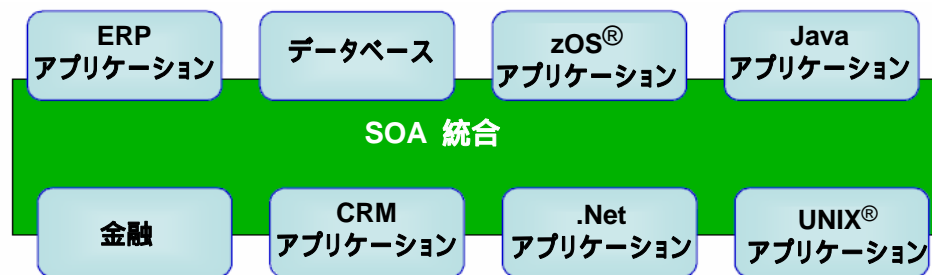 ERP
アプリケーション
データベース
zOS®
アプリケーション
Java
アプリケーション
SOA 統合
金融
CRM
アプリケーション
.Net
アプリケーション
UNIX®
アプリケーション